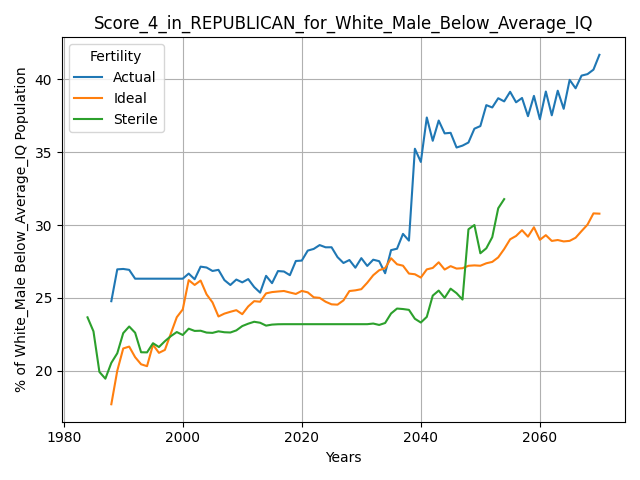 Score_4_in_REPUBLICAN_for_White_Male_Below_Average_IQ
% of White_Male Below_Average_IQ Population
40
35
30
25
20
Fertility
Actual
Ideal
Sterile
1980
2000
2020
2040
2060
Years